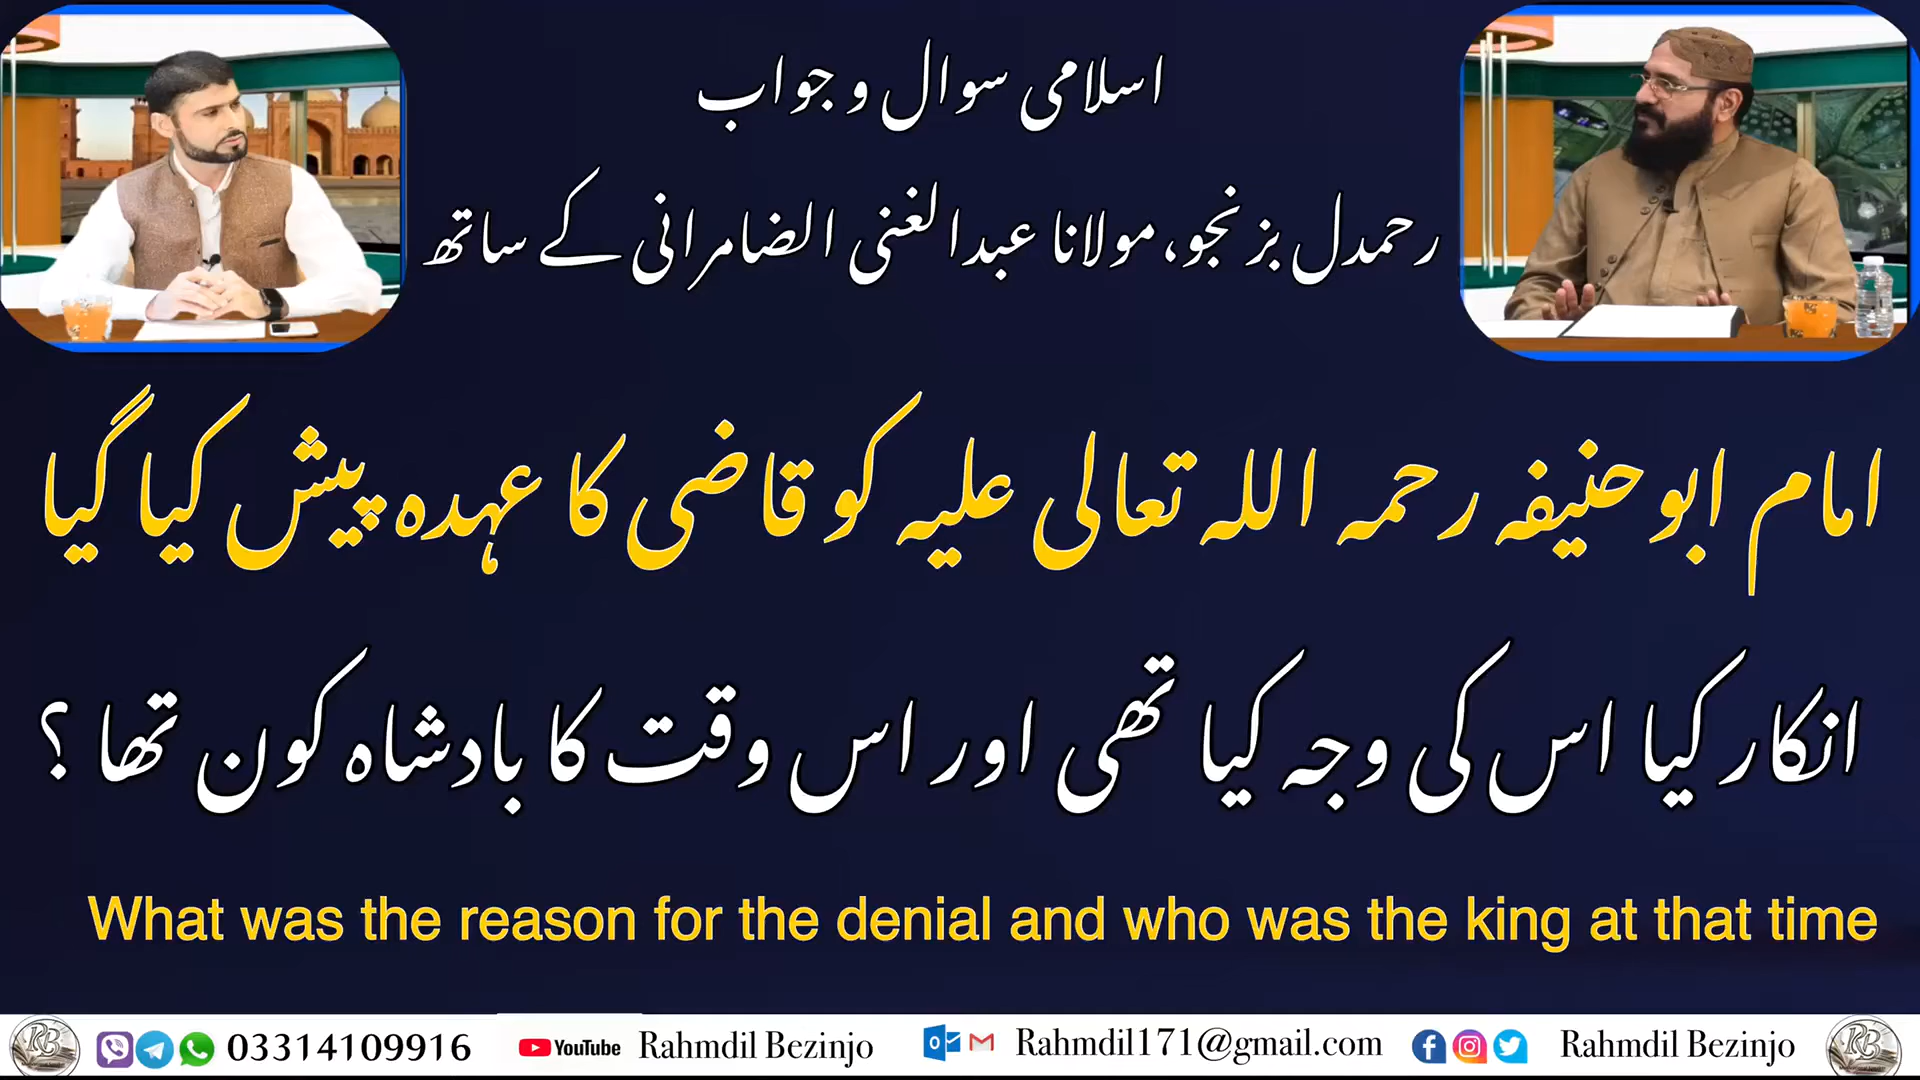 اسلامی سوال و جواب
رحمدل بزنجو، مولانا عبدالغنی الضامرانی کے ساتھ
امام ابو حنیفہ رحمہ اللہ تعالی علیہ کو قاضی کا عہدہ پیش کیا گیا
انکار کیا اس کی وجہ کیا تھی اور اس وقت کا بادشاہ کون تھا ؟
What was the reason for the denial and who was the king at that time
RB 03314109916 YouTube Rahmdil Bezinjo Rahmdil171@gmail.com Rahmdil Bezinjo RB